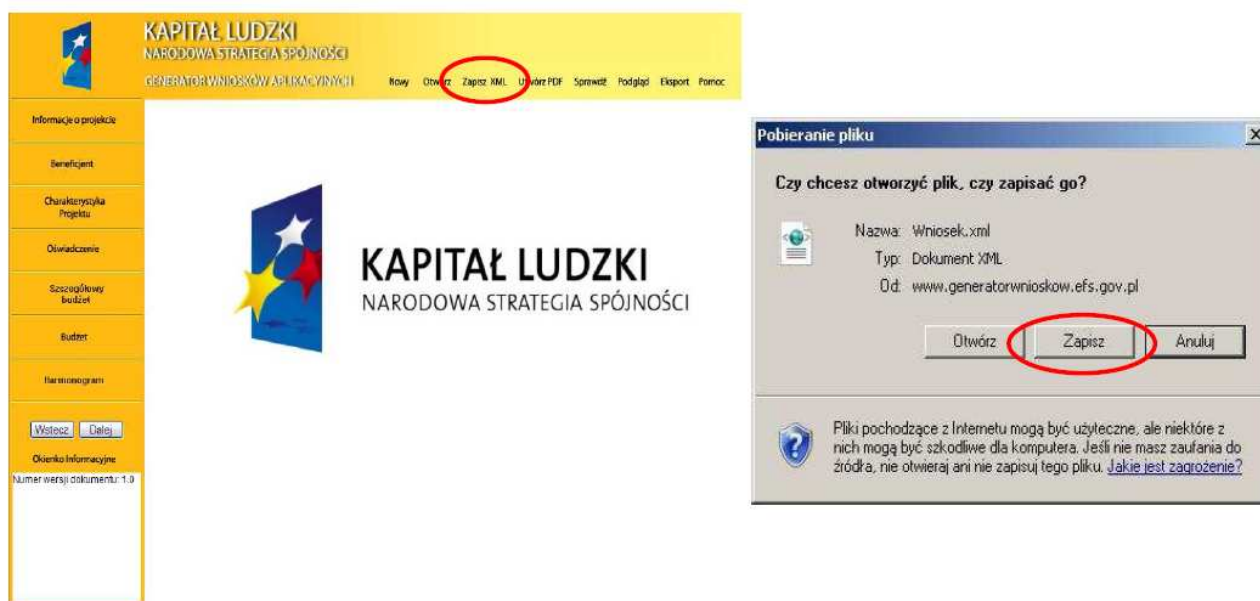 KAPITAŁ LUDZKI
NARODOWA STRATEGIA SPÓJNOŚCI
GENERATOR WNIOSKÓW APLIKACYJNYCH
Nowy Otwórz Zapisz XML Utwórz PDF Sprawdź Podgląd Eksport Pomoc
Informacje o projekcie
Beneficjent
Charakterystyka
Projektu
Oświadczenie
Szczegółowy
budżet
Budżet
Harmonogram
Wstecz Dalej
Okienko Informacyjne
Numer wersji dokumentu: 1.0
KAPITAŁ LUDZKI
NARODOWA STRATEGIA SPÓJNOŚCI
Pobieranie pliku
Czy chcesz otworzyć plik, czy zapisać go?
Nazwa: Wniosek.xml
Typ: Dokument XML
Od: www.generatorwnioskow.efs.gov.pl
Otwórz Zapisz Anuluj
Pliki pochodzące z Internetu mogą być użyteczne, ale niektóre z
nich mogą być szkodliwe dla komputera. Jeśli nie masz zaufania do
źródła, nie otwieraj ani nie zapisuj tego pliku. Jakie jest zagrożenie?